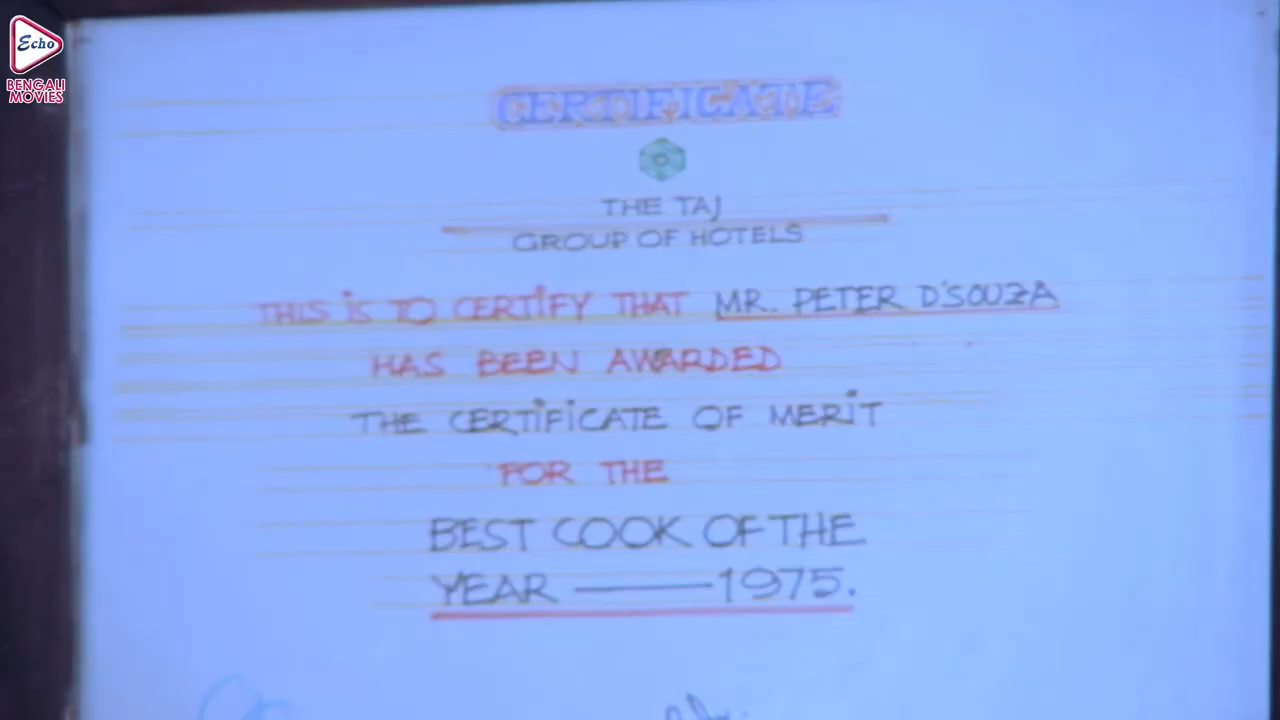 Echo
BENGALI
MOVIES
CERTIFICATE
THE TAJ
GROUP OF HOTELS
THIS IS TO CERTIFY THAT MR. PETER D'SOUZA
HAS BEEN AWARDED
THE CERTIFICATE OF MERIT
FOR THE
BEST COOK OF THE
YEAR —— 1975.